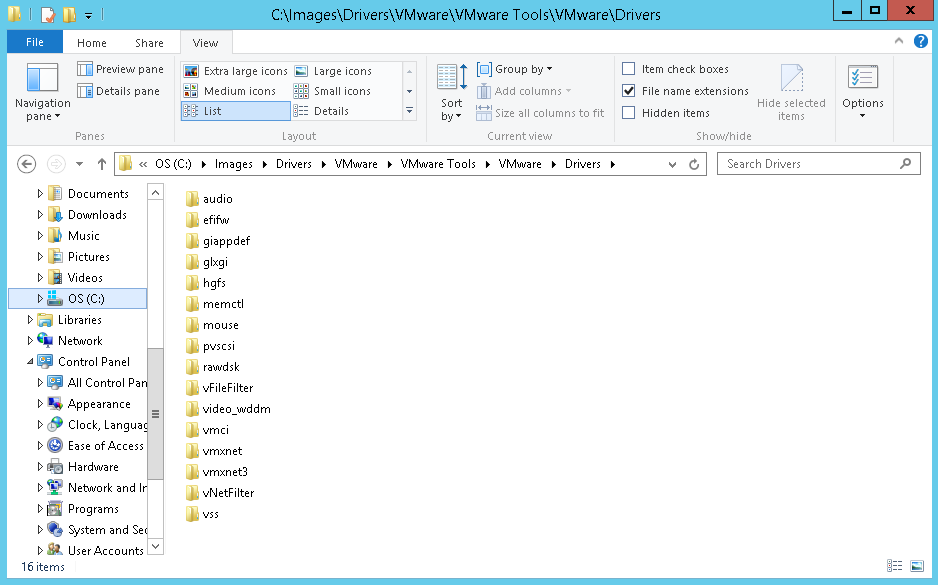 C:\Images\Drivers\VMware\VMware Tools\VMware\Drivers
File Home Share View
Navigation pane
Preview pane
Details pane
Panes
Extra large icons Large icons
Medium icons Small icons
List Details
Layout
Sort by
Group by
Add columns
Size all columns to fit
Current view
Item check boxes
File name extensions
Hidden items
Hide selected items
Show/hide
Options
« OS (C:) Images Drivers VMware VMware Tools VMware Drivers
Search Drivers
Documents
Downloads
Music
Pictures
Videos
OS (C:)
Libraries
Network
Control Panel
All Control Pan
Appearance
Clock, Languag
Ease of Access
Hardware
Network and In
Programs
System and Sec
User Accounts
audio
efifw
giappdef
glxgi
hgfs
memctl
mouse
pvscsi
rawdsk
vFileFilter
video_wddm
vmci
vmxnet
vmxnet3
vNetFilter
vss
16 items